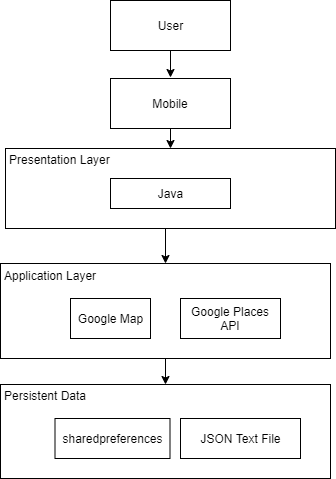 User
Mobile
Presentation Layer
Java
Application Layer
Google Map
Google Places
API
Persistent Data
sharedpreferences
JSON Text File